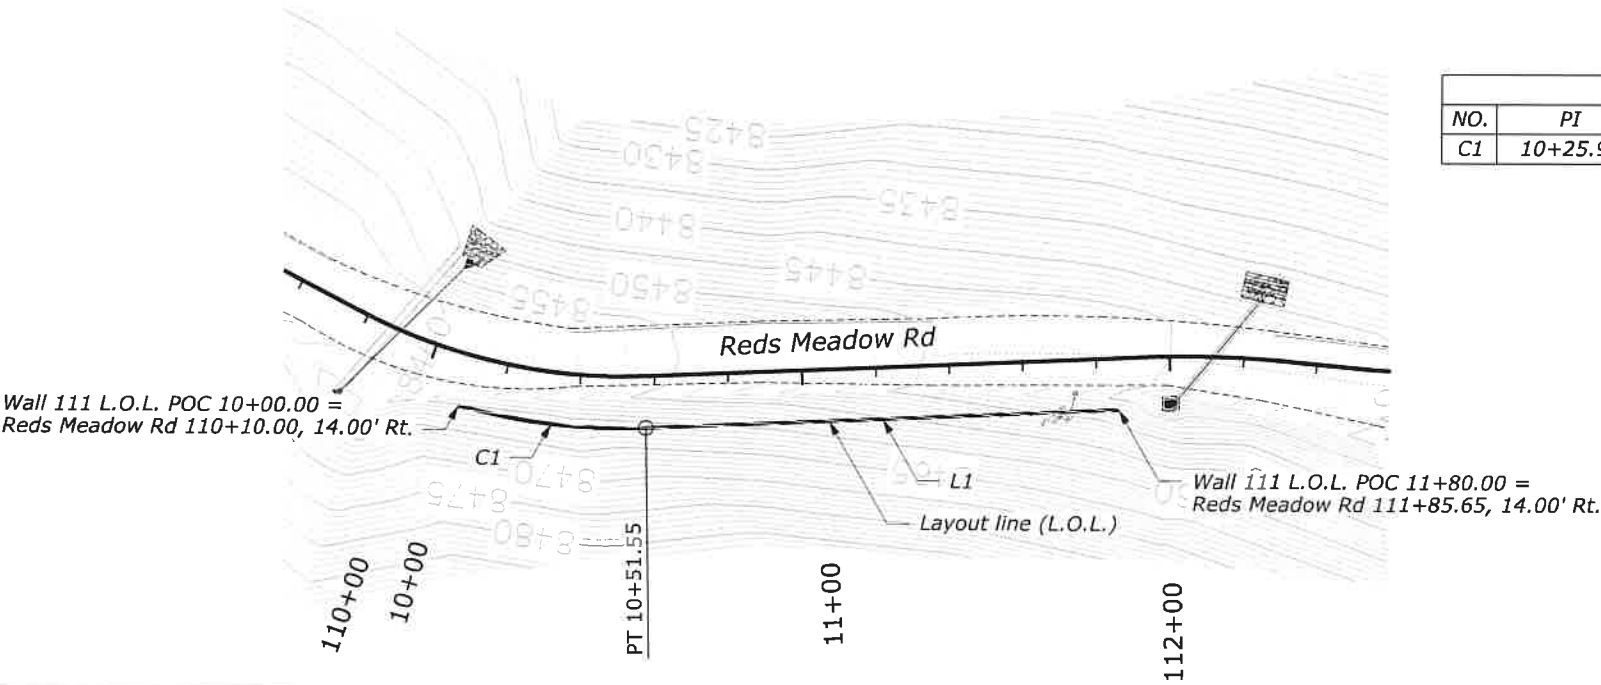 NO. PI
C1 10+25.9
8425
8430
8435
8440
8445
8450
8455
Reds Meadow Rd
Wall 111 L.O.L. POC 10+00.00 =
Reds Meadow Rd 110+10.00, 14.00' Rt.
C1
8470
8475
8480
L1
Layout line (L.O.L.)
Wall 111 L.O.L. POC 11+80.00 =
Reds Meadow Rd 111+85.65, 14.00' Rt.
PT 10+51.55
110+00
10+00
11+00
112+00